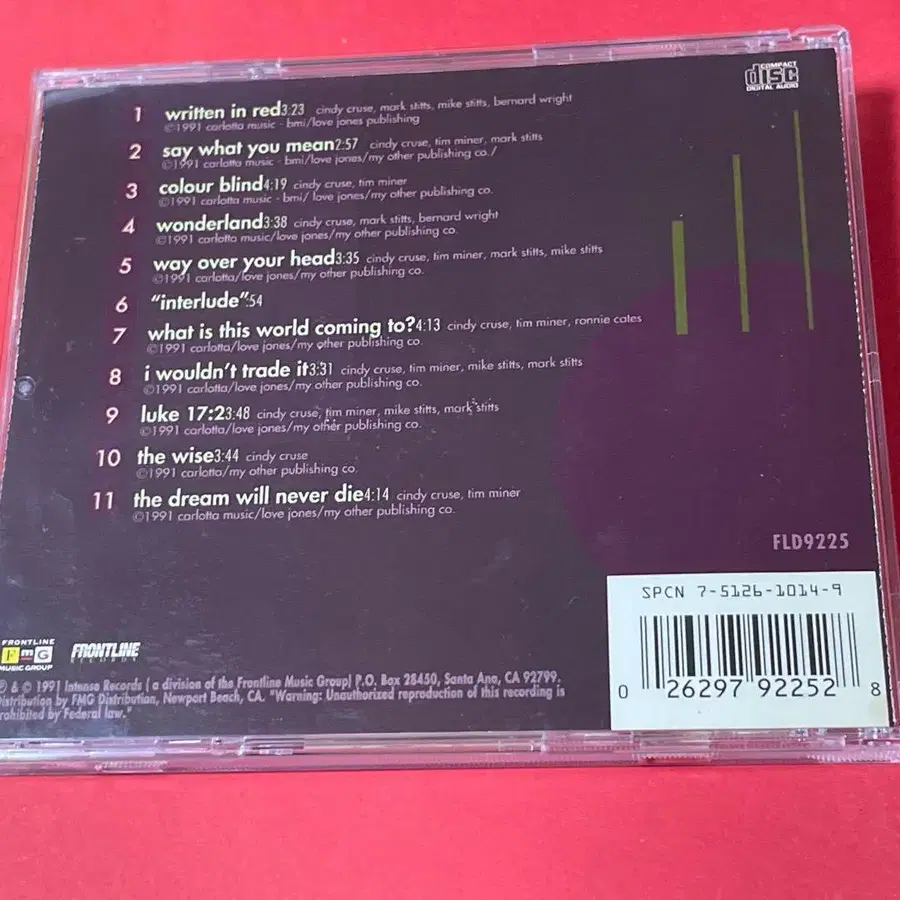 COMPACT
disc
DIGITAL AUDIO
1 written in red3:23 cindy cruse, mark stitts, mike stitts, bernard wright
©1991 carlotta music - bmi/love jones publishing
2 say what you mean2:57 cindy cruse, tim miner, mark stitts
©1991 carlotta music - bmi/love jones/my other publishing co./
3 colour blind4:19 cindy cruse, tim miner
©1991 carlotta music - bmi/ love jones/my other publishing co.
4 wonderland3:38 cindy cruse, mark stitts, bernard wright
©1991 carlotta music/love jones/my other publishing co.
5 way over your head3:35 cindy cruse, tim miner, mark stitts, mike stitts
©1991 carlotta/love jones/my other publishing co.
6 "interlude":54
7 what is this world coming to?4:13 cindy cruse, tim miner, ronnie cates
©1991 carlotta/love jones/my other publishing co.
8 i wouldn't trade it3:31 cindy cruse, tim miner, mike stitts, mark stitts
©1991 carlotta/love jones/my other publishing co.
9 luke 17:23:48 cindy cruse, tim miner, mike stitts, mark stitts
©1991 carlotta/love jones/my other publishing co.
10 the wise3:44 cindy cruse
©1991 carlotta/my other publishing co.
11 the dream will never die4:14 cindy cruse, tim miner
©1991 carlotta music/love jones/my other publishing co.
FLD9225
SPCN 7-5126-1014-9
0 26297 92252 8
FRONTLINE
FMG
MUSIC GROUP
FRONTLINE
RECORDS
℗ & © 1991 Intense Records ( a division of the Frontline Music Group) P.O. Box 28450, Santa Ana, CA 92799.
Distribution by FMG Distribution, Newport Beach, CA. "Warning: Unauthorized reproduction of this recording is
prohibited by Federal law."